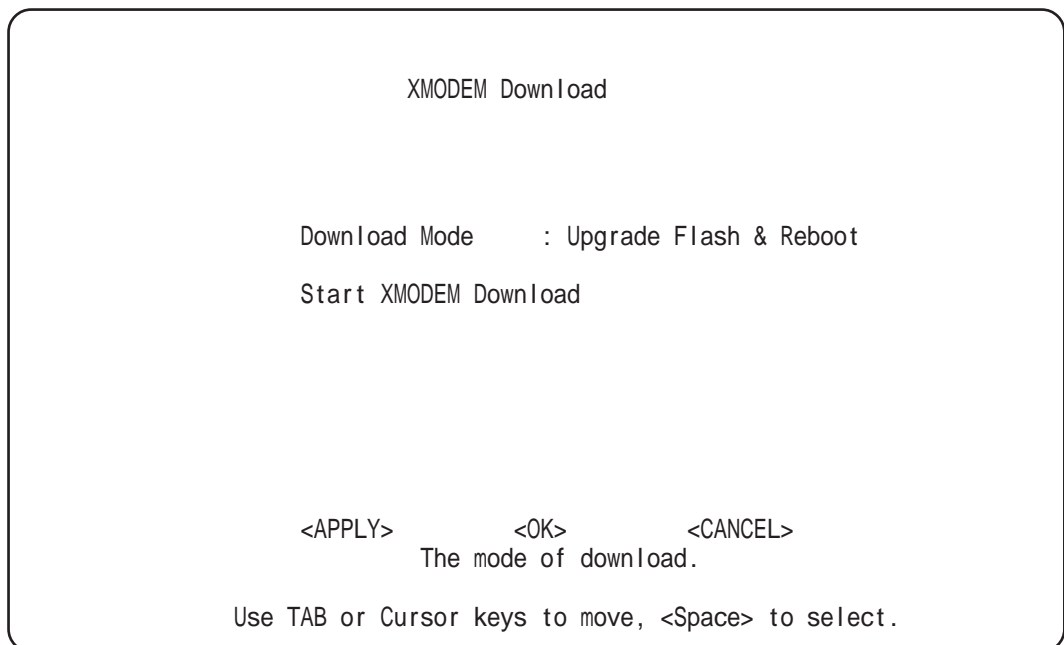 XMODEM Download
Download Mode : Upgrade Flash & Reboot
Start XMODEM Download
<APPLY> <OK> <CANCEL>
The mode of download.
Use TAB or Cursor keys to move, <Space> to select.